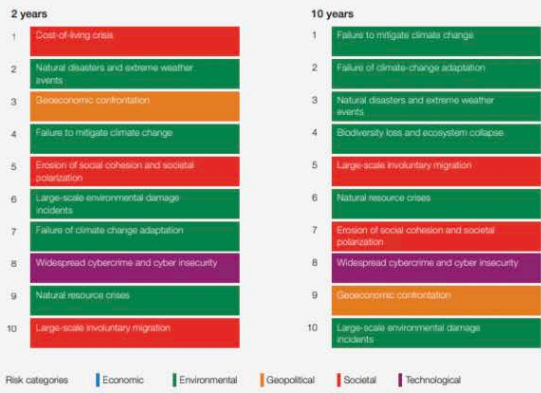 2 years
1 Cost-of-living crisis
2 Natural disasters and extreme weather
events
3 Geoeconomic confrontation
4 Failure to mitigate climate change
5 Erosion of social cohesion and societal
polarization
6 Large-scale environmental damage
incidents
7 Failure of climate change adaptation
8 Widespread cybercrime and cyber insecurity
9 Natural resource crises
10 Large-scale involuntary migration
10 years
1 Failure to mitigate climate change
2 Failure of climate-change adaptation
3 Natural disasters and extreme weather
events
4 Biodiversity loss and ecosystem collapse
5 Large-scale involuntary migration
6 Natural resource crises
7 Erosion of social cohesion and societal
polarization
8 Widespread cybercrime and cyber insecurity
9 Geoeconomic confrontation
10 Large-scale environmental damage
incidents
Risk categories Economic Environmental Geopolitical Societal Technological